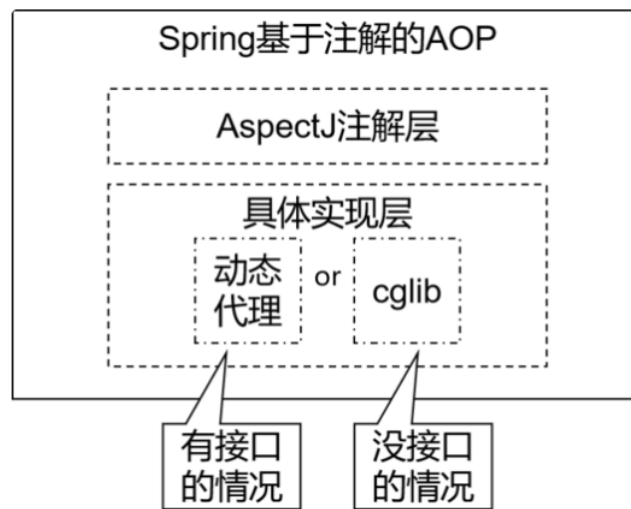 Spring基于注解的AOP
AspectJ注解层
具体实现层
动态
代理
or
cglib
有接口
的情况
没接口
的情况